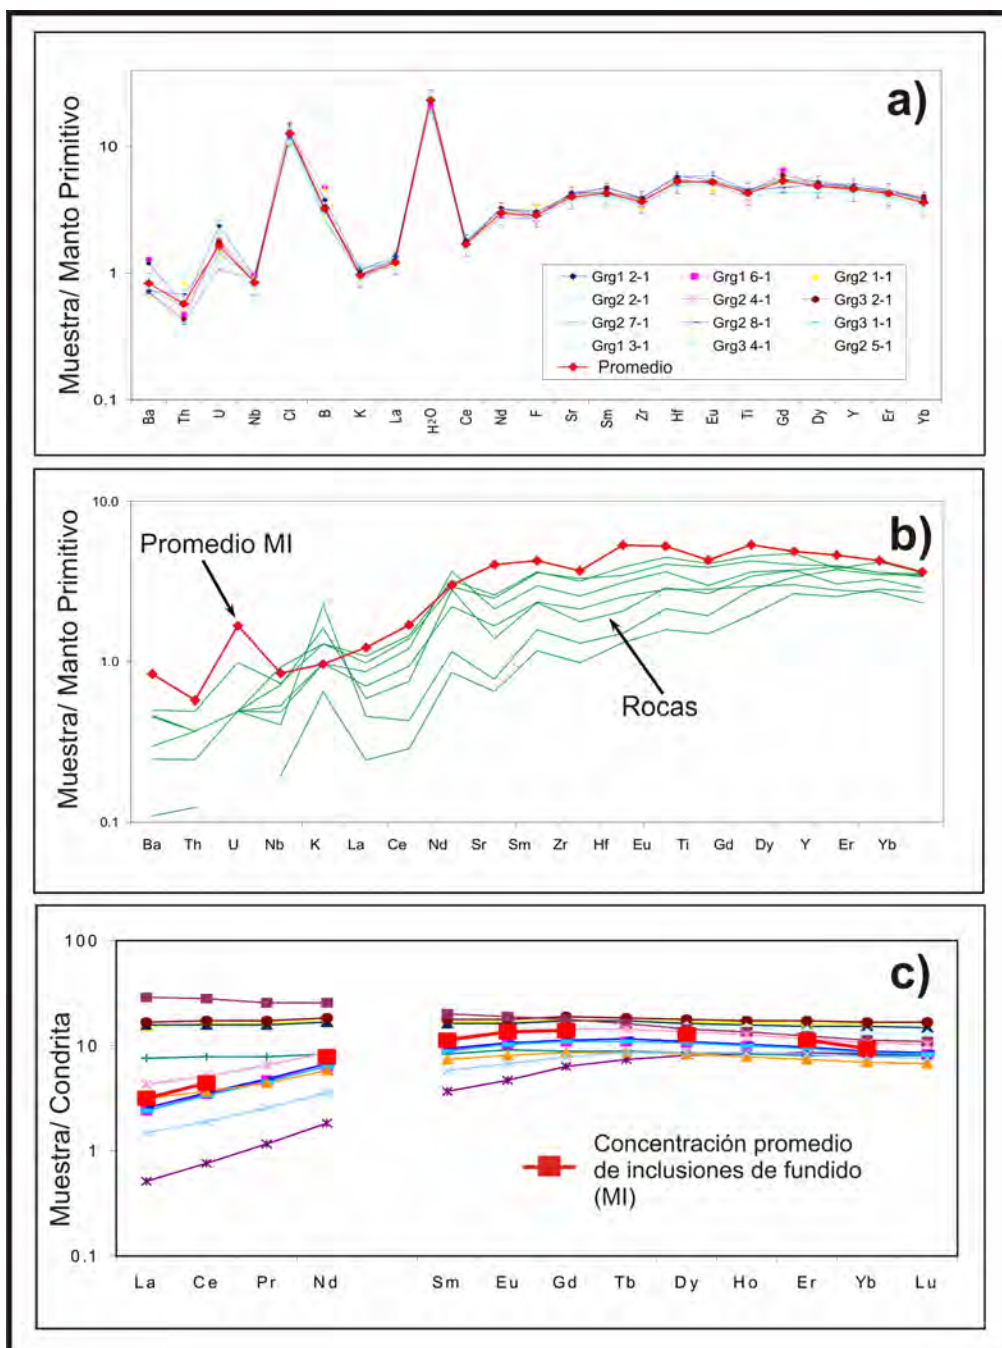 a)
Muestra/ Manto Primitivo
10
1
0.1
Grg1 2-1 Grg1 6-1 Grg2 1-1
Grg2 2-1 Grg2 4-1 Grg3 2-1
Grg2 7-1 Grg2 8-1 Grg3 1-1
Grg1 3-1 Grg3 4-1 Grg2 5-1
Promedio
Ba Th U Nb Cl B K La H2O Ce Nd F Sr Sm Zr Hf Eu Ti Gd Dy Y Er Yb
b)
Muestra/ Manto Primitivo
10.0
1.0
0.1
Promedio MI
Rocas
Ba Th U Nb K La Ce Nd Sr Sm Zr Hf Eu Ti Gd Dy Y Er Yb
c)
Muestra/ Condrita
100
10
1
0.1
Concentración promedio
de inclusiones de fundido
(MI)
La Ce Pr Nd Sm Eu Gd Tb Dy Ho Er Yb Lu